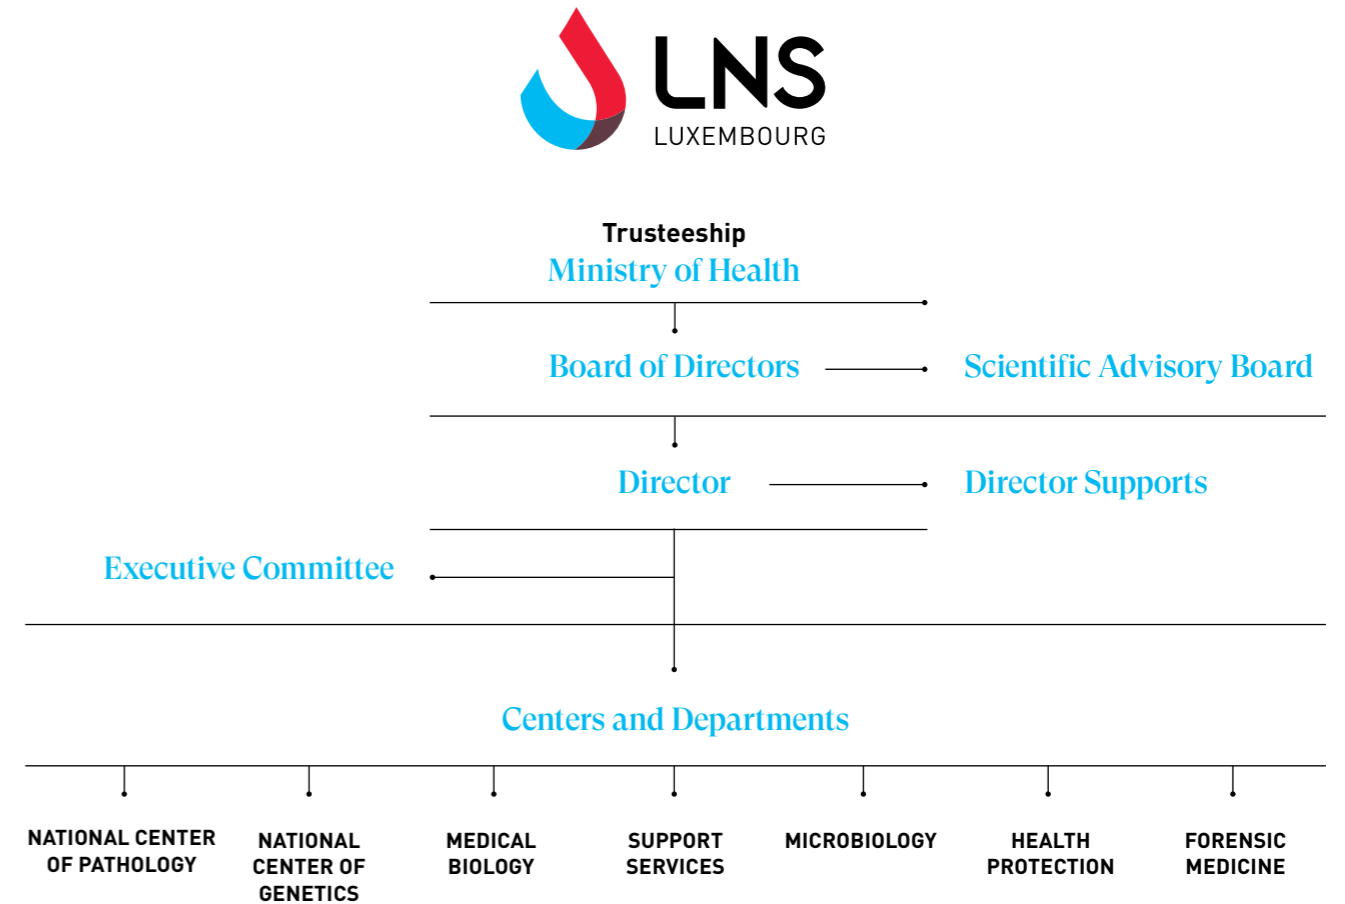 LNS
LUXEMBOURG
Trusteeship
Ministry of Health
Board of Directors
Scientific Advisory Board
Director
Director Supports
Executive Committee
Centers and Departments
NATIONAL CENTER
OF PATHOLOGY
NATIONAL
CENTER OF
GENETICS
MEDICAL
BIOLOGY
SUPPORT
SERVICES
MICROBIOLOGY
HEALTH
PROTECTION
FORENSIC
MEDICINE